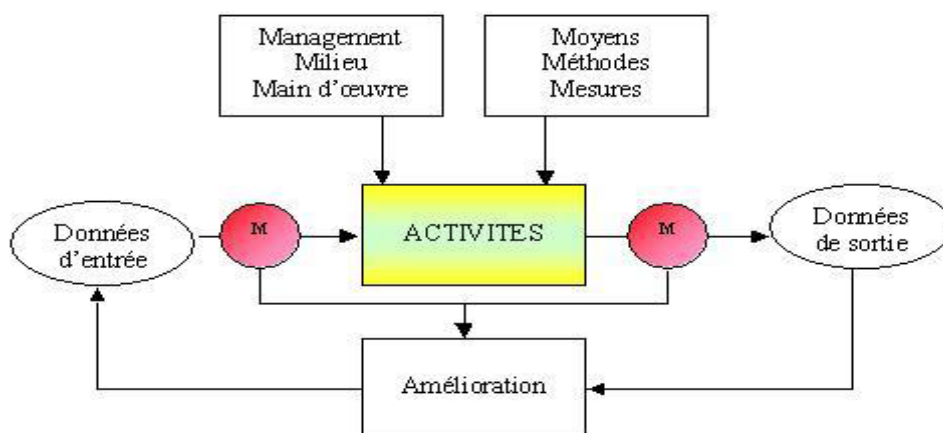 Management
Milieu
Main d’œuvre
Moyens
Méthodes
Mesures
Données
d’entrée
M
ACTIVITES
M
Données
de sortie
Amélioration